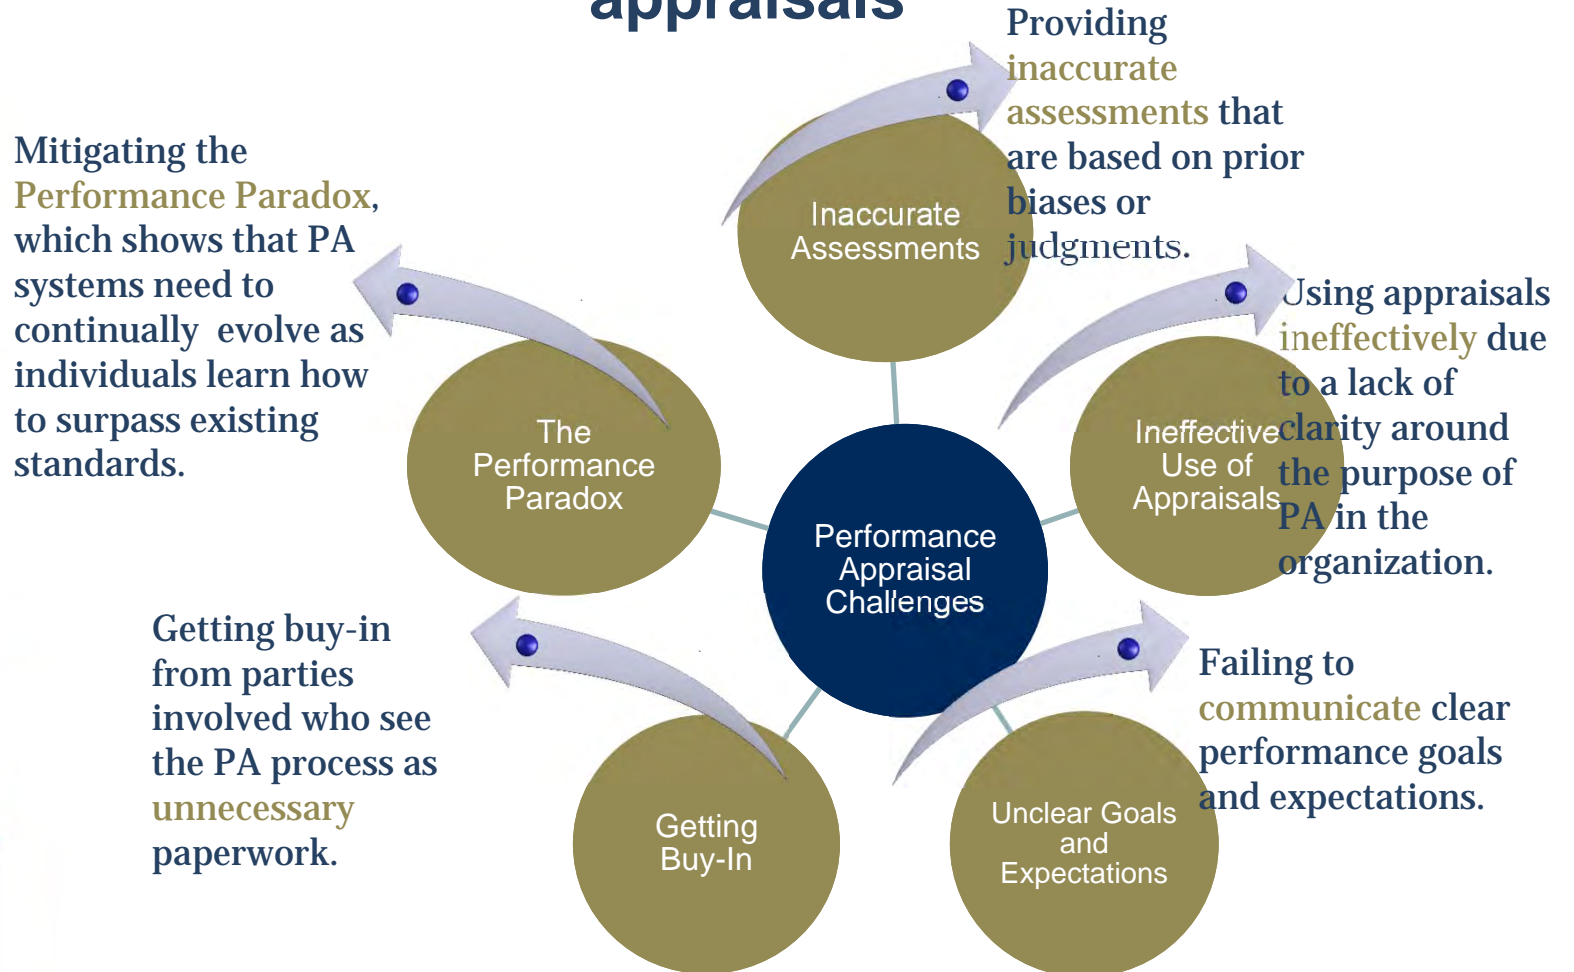 appraisals
Providing
inaccurate
assessments that
are based on prior
biases or
judgments.
Mitigating the
Performance Paradox,
which shows that PA
systems need to
continually evolve as
individuals learn how
to surpass existing
standards.
Inaccurate
Assessments
Using appraisals
ineffectively due
to a lack of
clarity around
the purpose of
PA in the
organization.
The
Performance
Paradox
Ineffective
Use of
Appraisals
Performance
Appraisal
Challenges
Getting buy-in
from parties
involved who see
the PA process as
unnecessary
paperwork.
Failing to
communicate clear
performance goals
and expectations.
Getting
Buy-In
Unclear Goals
and
Expectations